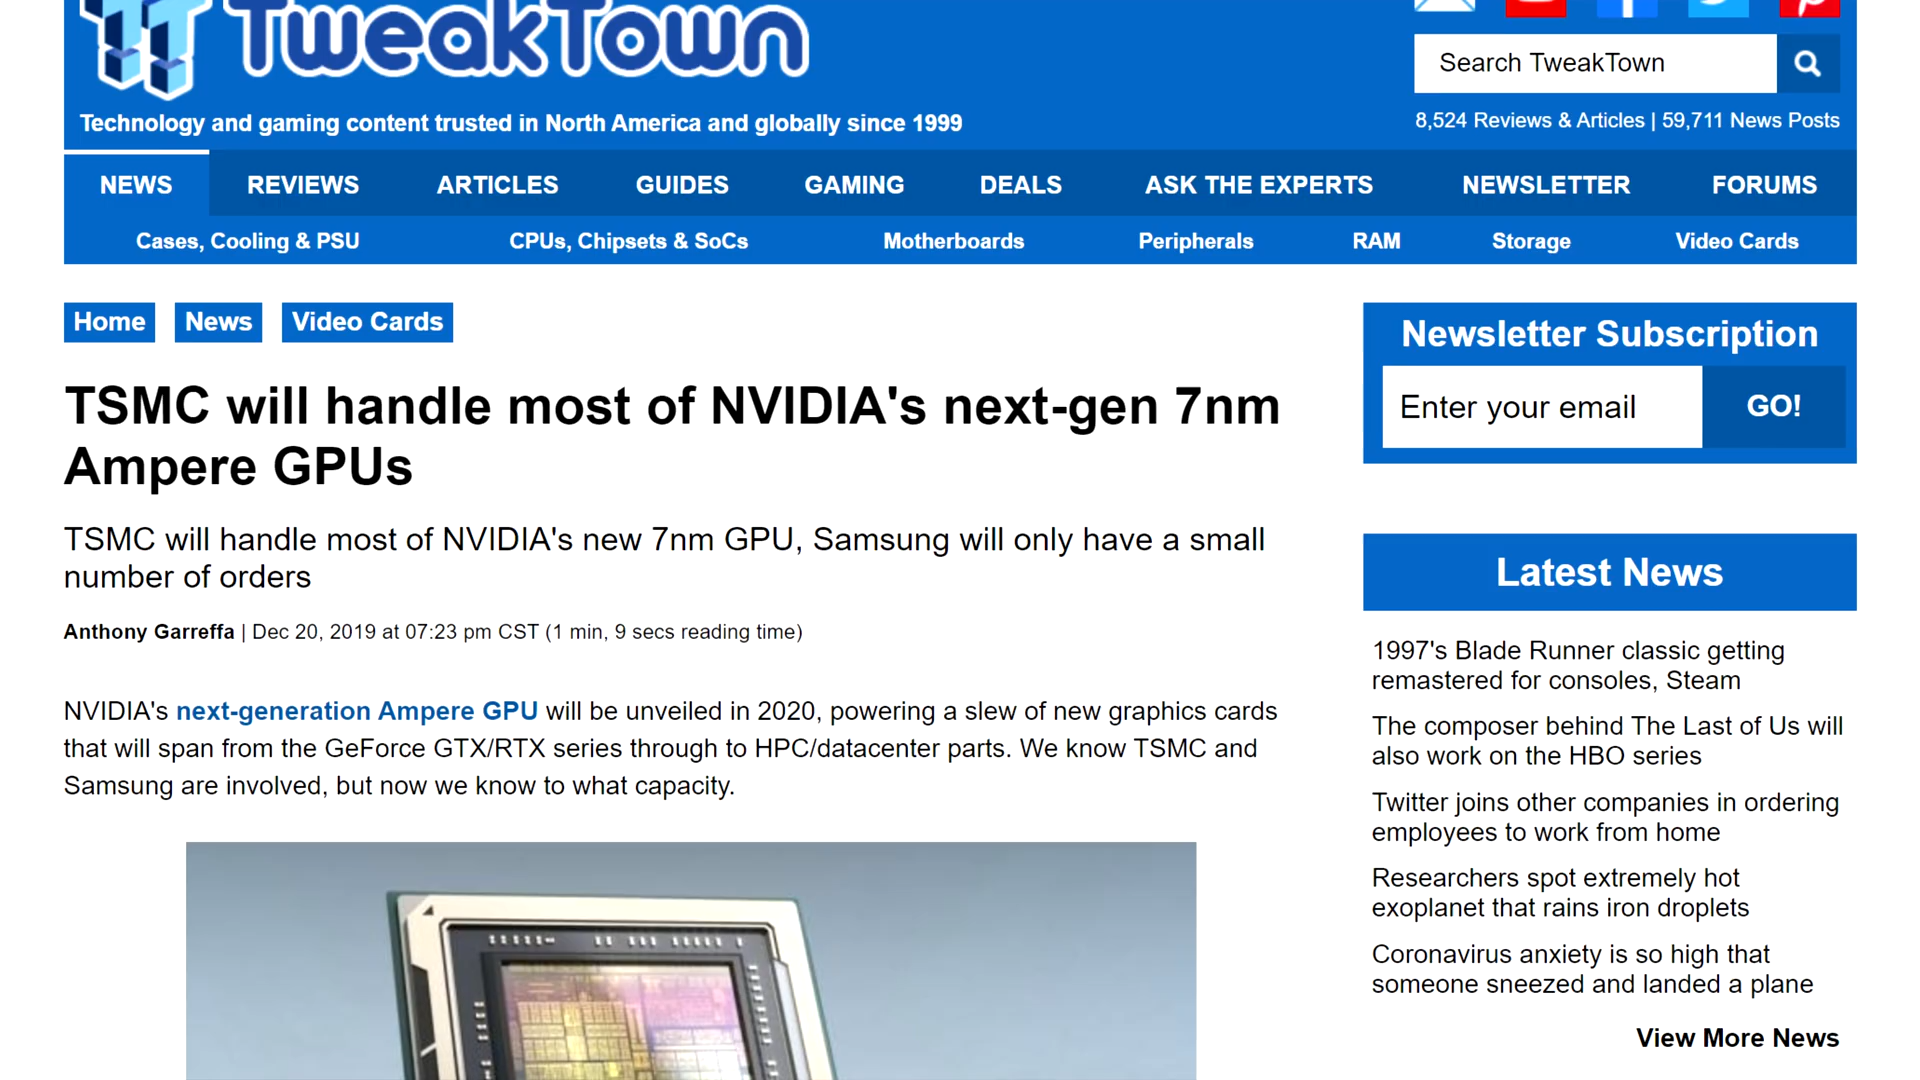 TweakTown
Technology and gaming content trusted in North America and globally since 1999
Search TweakTown
8,524 Reviews & Articles | 59,711 News Posts
NEWS REVIEWS ARTICLES GUIDES GAMING DEALS ASK THE EXPERTS NEWSLETTER FORUMS
Cases, Cooling & PSU CPUs, Chipsets & SoCs Motherboards Peripherals RAM Storage Video Cards
Home News Video Cards
TSMC will handle most of NVIDIA's next-gen 7nm
Ampere GPUs
TSMC will handle most of NVIDIA's new 7nm GPU, Samsung will only have a small
number of orders
Anthony Garreffa | Dec 20, 2019 at 07:23 pm CST (1 min, 9 secs reading time)
NVIDIA's next-generation Ampere GPU will be unveiled in 2020, powering a slew of new graphics cards
that will span from the GeForce GTX/RTX series through to HPC/datacenter parts. We know TSMC and
Samsung are involved, but now we know to what capacity.
Newsletter Subscription
Enter your email GO!
Latest News
1997's Blade Runner classic getting
remastered for consoles, Steam
The composer behind The Last of Us will
also work on the HBO series
Twitter joins other companies in ordering
employees to work from home
Researchers spot extremely hot
exoplanet that rains iron droplets
Coronavirus anxiety is so high that
someone sneezed and landed a plane
View More News